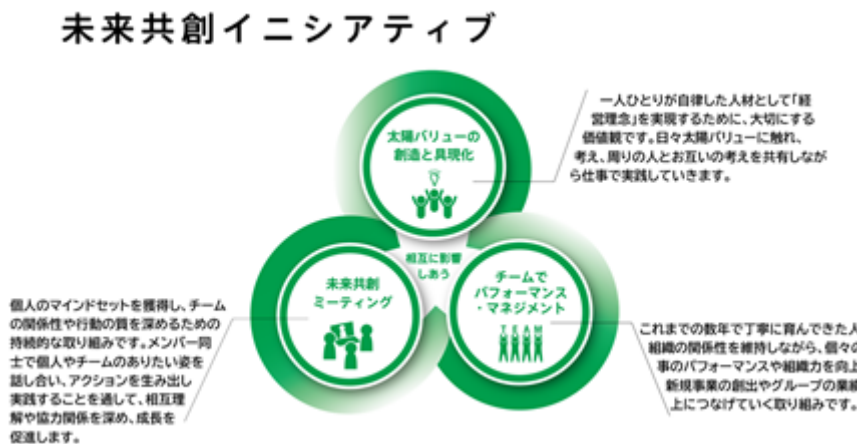 未来共創イニシアティブ
太陽バリューの
創造と具現化
一人ひとりが自律した人材として「経
営理念」を実現するために、大切にする
価値観です。日々太陽バリューに触れ、
考え、周りの人とお互いの考えを共有しなが
ら仕事で実践していきます。
相互に影響
しあう
未来共創
ミーティング
チームで
パフォーマンス
・マネジメント
TEAM
個人のマインドセットを獲得し、チーム
の関係性や行動の質を深めるための
持続的な取り組みです。メンバー同
士で個人やチームのありたい姿を
話し合い、アクションを生み出し
実践することを通して、相互理
解や協力関係を深め、成長を
促進します。
これまでの数年で丁寧に育んできた人
組織の関係性を維持しながら、個々の
事のパフォーマンスや組織力を向上
新規事業の創出やグループの業績
上につなげていく取り組みです。